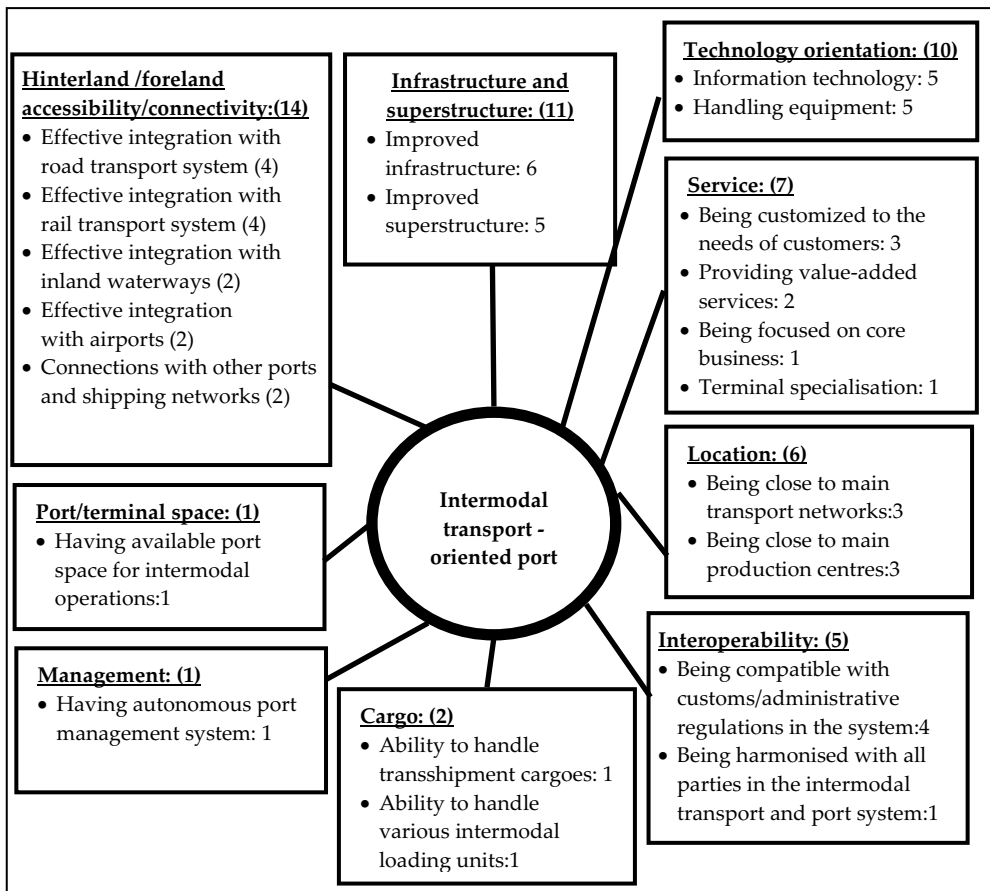 Hinterland /foreland
accessibility/connectivity:(14)
• Effective integration with
road transport system (4)
• Effective integration with
rail transport system (4)
• Effective integration with
inland waterways (2)
• Effective integration
with airports (2)
• Connections with other ports
and shipping networks (2)
Infrastructure and
superstructure: (11)
• Improved
infrastructure: 6
• Improved
superstructure: 5
Technology orientation: (10)
• Information technology: 5
• Handling equipment: 5
Service: (7)
• Being customized to the
needs of customers: 3
• Providing value-added
services: 2
• Being focused on core
business: 1
• Terminal specialisation: 1
Location: (6)
• Being close to main
transport networks:3
• Being close to main
production centres:3
Intermodal
transport -
oriented port
Port/terminal space: (1)
• Having available port
space for intermodal
operations:1
Management: (1)
• Having autonomous port
management system: 1
Cargo: (2)
• Ability to handle
transshipment cargoes: 1
• Ability to handle
various intermodal
loading units:1
Interoperability: (5)
• Being compatible with
customs/administrative
regulations in the system:4
• Being harmonised with all
parties in the intermodal
transport and port system:1